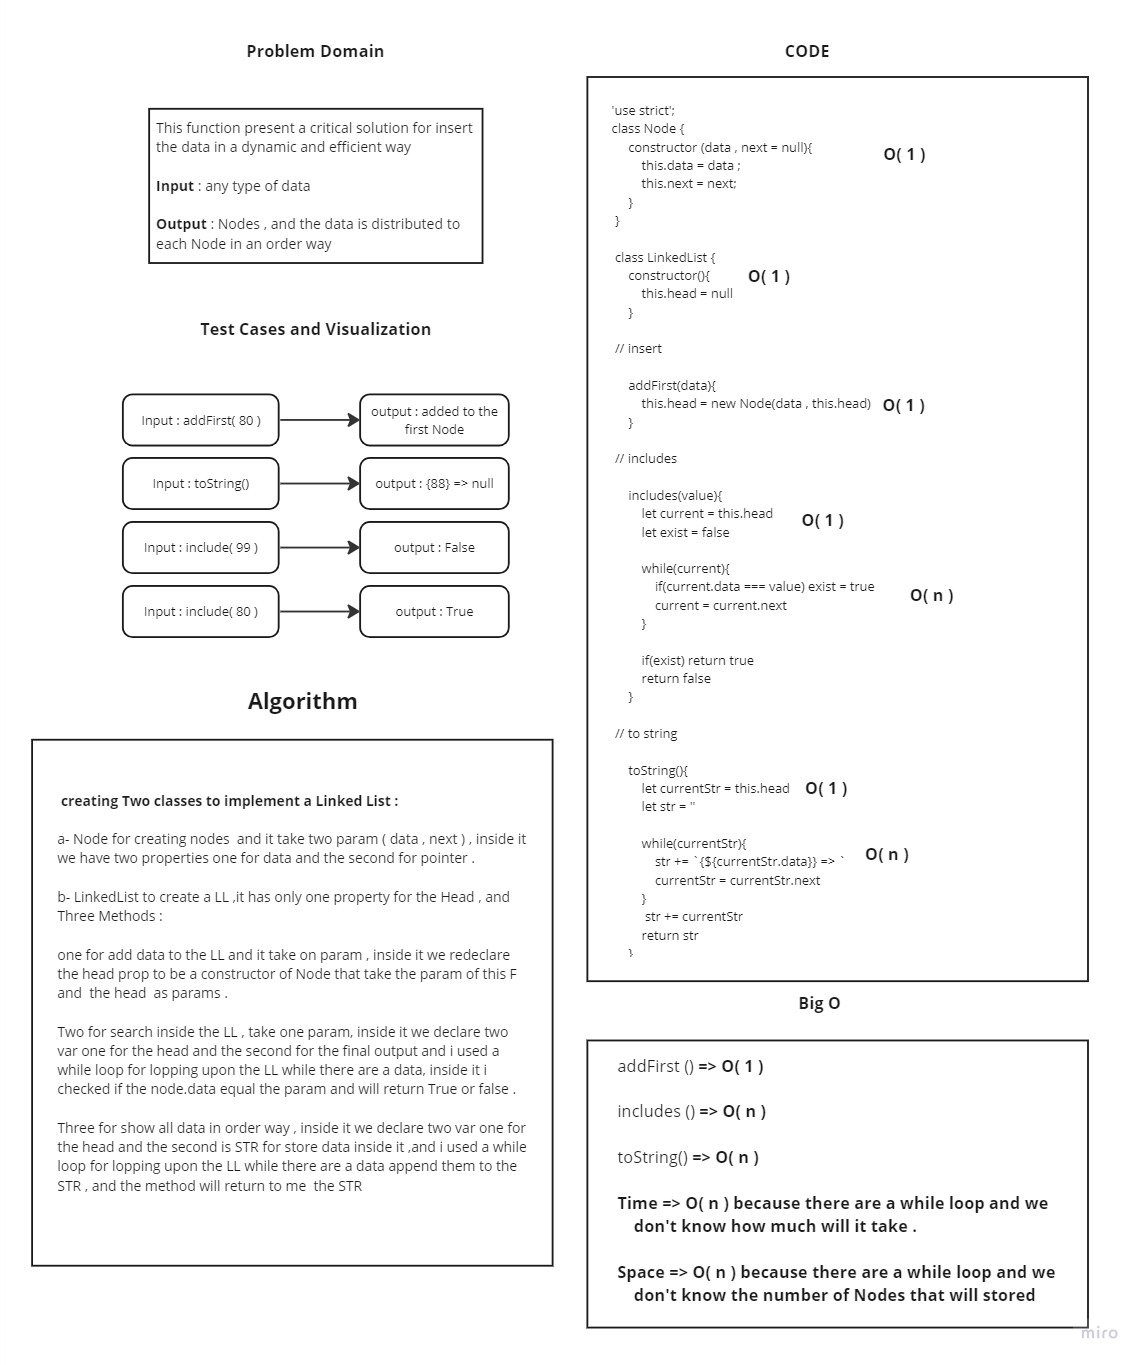 Problem Domain
This function present a critical solution for insert
the data in a dynamic and efficient way
Input : any type of data
Output : Nodes , and the data is distributed to
each Node in an order way
Test Cases and Visualization
Input : addFirst( 80 )
output : added to the
first Node
Input : toString()
output : {88} => null
Input : include( 99 )
output : False
Input : include( 80 )
output : True
Algorithm
creating Two classes to implement a Linked List :
a- Node for creating nodes  and it take two param ( data , next ) , inside it
we have two properties one for data and the second for pointer .
b- LinkedList to create a LL ,it has only one property for the Head , and
Three Methods :
one for add data to the LL and it take on param , inside it we redeclare
the head prop to be a constructor of Node that take the param of this F
and  the head  as params .
Two for search inside the LL , take one param, inside it we declare two
var one for the head and the second for the final output and i used a
while loop for lopping upon the LL while there are a data, inside it i
checked if the node.data equal the param and will return True or false .
Three for show all data in order way , inside it we declare two var one for
the head and the second is STR for store data inside it ,and i used a while
loop for lopping upon the LL while there are a data append them to the
STR , and the method will return to me  the STR
CODE
'use strict';
class Node {
constructor (data , next = null){
O( 1 )
this.data = data ;
this.next = next;
}
}
class LinkedList {
constructor(){
O( 1 )
this.head = null
}
// insert
addFirst(data){
this.head = new Node(data , this.head)
O( 1 )
}
// includes
includes(value){
let current = this.head
O( 1 )
let exist = false
while(current){
if(current.data === value) exist = true
O( n )
current = current.next
}
if(exist) return true
return false
}
// to string
toString(){
let currentStr = this.head
O( 1 )
let str = ''
while(currentStr){
str += `{${currentStr.data}} => `
O( n )
currentStr = currentStr.next
}
str += currentStr
return str
}
Big O
addFirst () => O( 1 )
includes () => O( n )
toString() => O( n )
Time => O( n ) because there are a while loop and we
don't know how much will it take .
Space => O( n ) because there are a while loop and we
don't know the number of Nodes that will stored
miro